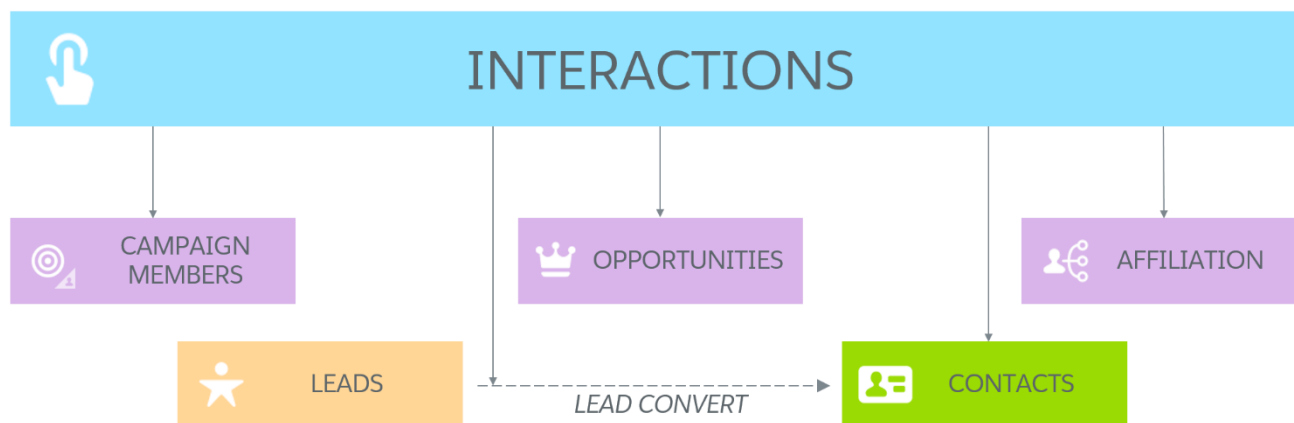 INTERACTIONS
CAMPAIGN
MEMBERS
OPPORTUNITIES
AFFILIATION
LEADS
LEAD CONVERT
CONTACTS